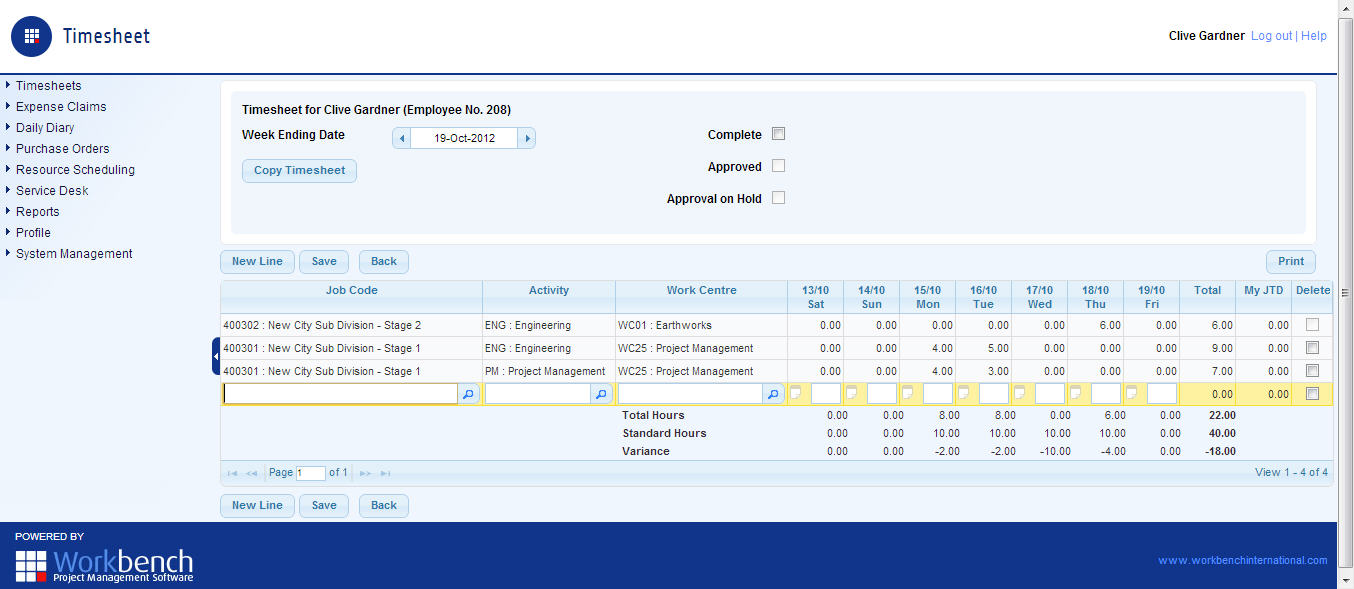 Timesheet
Clive Gardner Log out | Help
Timesheets
Expense Claims
Daily Diary
Purchase Orders
Resource Scheduling
Service Desk
Reports
Profile
System Management
Timesheet for Clive Gardner (Employee No. 208)
Week Ending Date 19-Oct-2012 Complete
Copy Timesheet Approved
Approval on Hold
New Line Save Back Print
Job Code Activity Work Centre 13/10 14/10 15/10 16/10 17/10 18/10 19/10 Total My JTD Delete
Sat Sun Mon Tue Wed Thu Fri
400302 : New City Sub Division - Stage 2 ENG : Engineering WC01 : Earthworks 0.00 0.00 0.00 0.00 0.00 6.00 0.00 6.00 0.00
400301 : New City Sub Division - Stage 1 ENG : Engineering WC25 : Project Management 0.00 0.00 4.00 5.00 0.00 0.00 0.00 9.00 0.00
400301 : New City Sub Division - Stage 1 PM : Project Management WC25 : Project Management 0.00 0.00 4.00 3.00 0.00 0.00 0.00 7.00 0.00
0.00 0.00
Total Hours 0.00 0.00 8.00 8.00 0.00 6.00 0.00 22.00
Standard Hours 0.00 0.00 10.00 10.00 10.00 10.00 0.00 40.00
Variance 0.00 0.00 -2.00 -2.00 -10.00 -4.00 0.00 -18.00
Page 1 of 1 View 1 - 4 of 4
New Line Save Back
POWERED BY
Workbench
Project Management Software
www.workbenchinternational.com